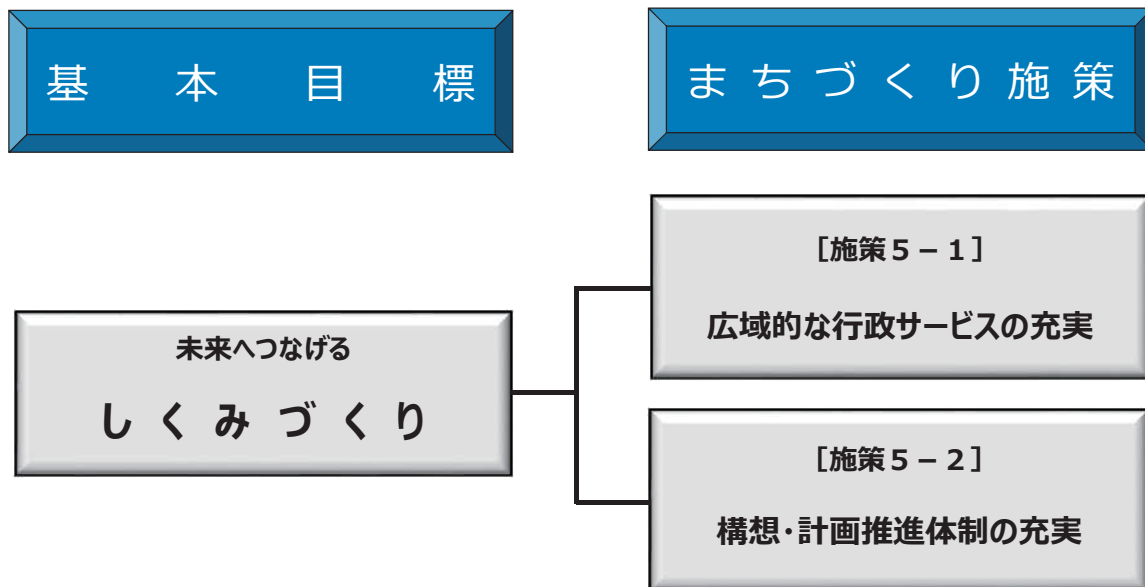 基本目標
まちづくり施策
未来へつなげる
しくみづくり
［施策５－１］
広域的な行政サービスの充実
［施策５－２］
構想・計画推進体制の充実